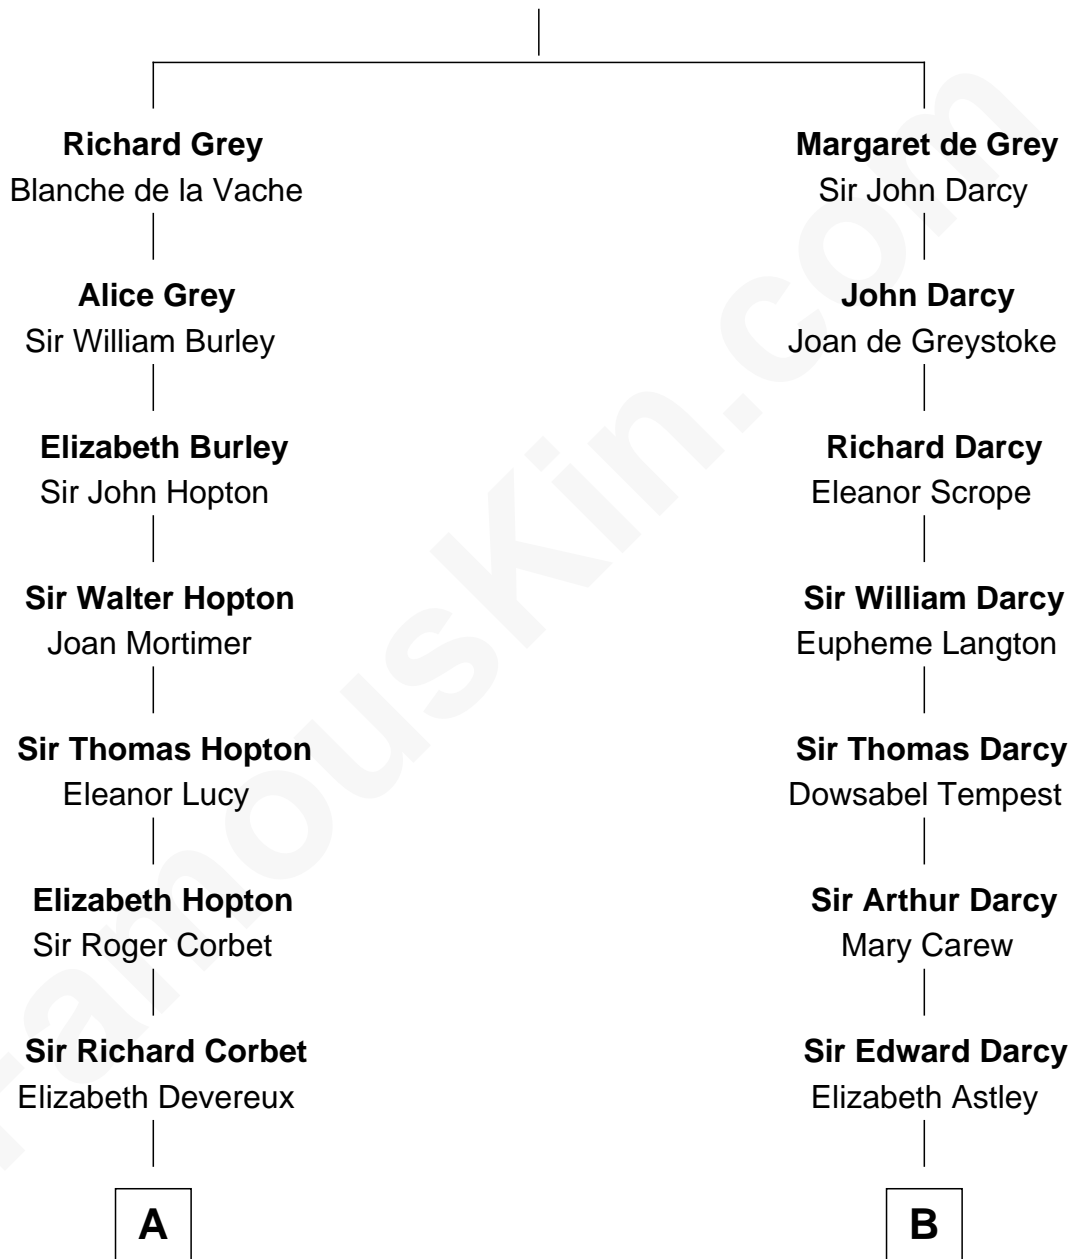 Richard Grey
Blanche de la Vache
Alice Grey
Sir William Burley
Elizabeth Burley
Sir John Hopton
Sir Walter Hopton
Joan Mortimer
Sir Thomas Hopton
Eleanor Lucy
Elizabeth Hopton
Sir Roger Corbet
Sir Richard Corbet
Elizabeth Devereux
A
Margaret de Grey
Sir John Darcy
John Darcy
Joan de Greystoke
Richard Darcy
Eleanor Scrope
Sir William Darcy
Eupheme Langton
Sir Thomas Darcy
Dowsabel Tempest
Sir Arthur Darcy
Mary Carew
Sir Edward Darcy
Elizabeth Astley
B
FamousKin.com